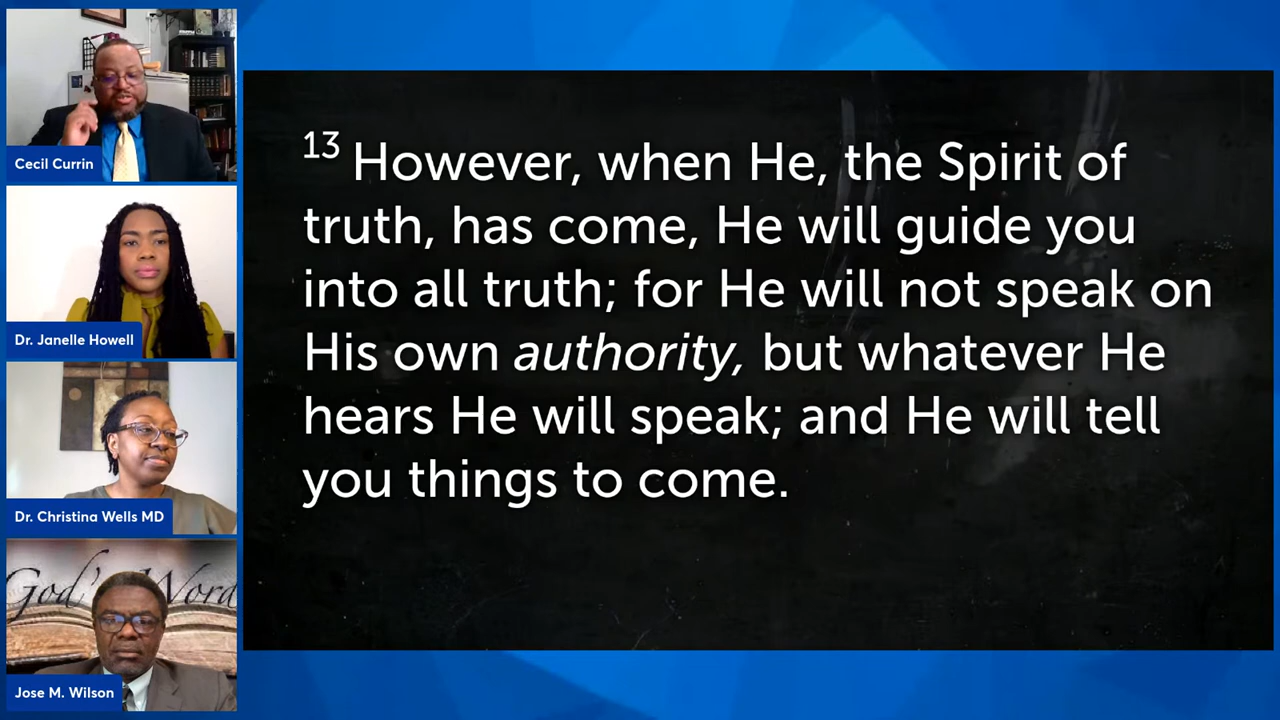 Cecil Currin
Dr. Janelle Howell
Dr. Christina Wells MD
God's Word
Jose M. Wilson
13 However, when He, the Spirit of
truth, has come, He will guide you
into all truth; for He will not speak on
His own authority, but whatever He
hears He will speak; and He will tell
you things to come.